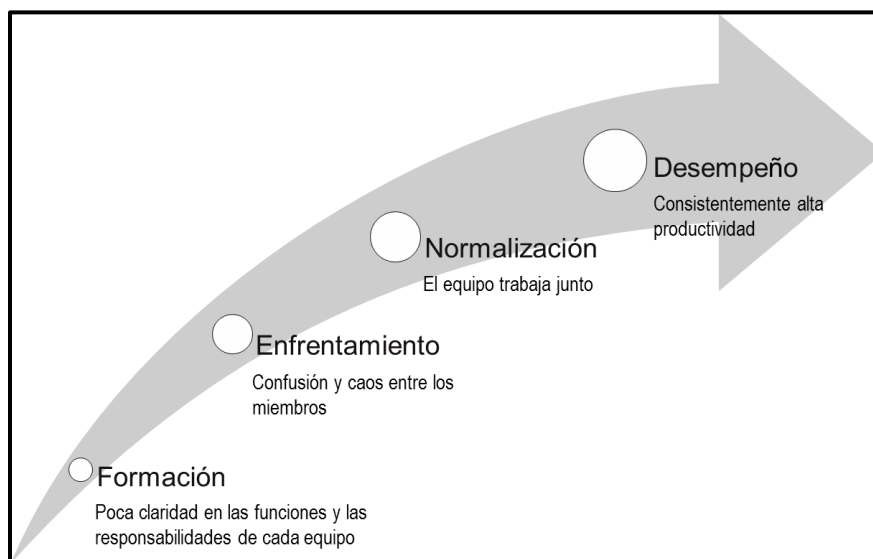 Desempeño
Consistentemente alta
productividad
Normalización
El equipo trabaja junto
Enfrentamiento
Confusión y caos entre los
miembros
Formación
Poca claridad en las funciones y las
responsabilidades de cada equipo